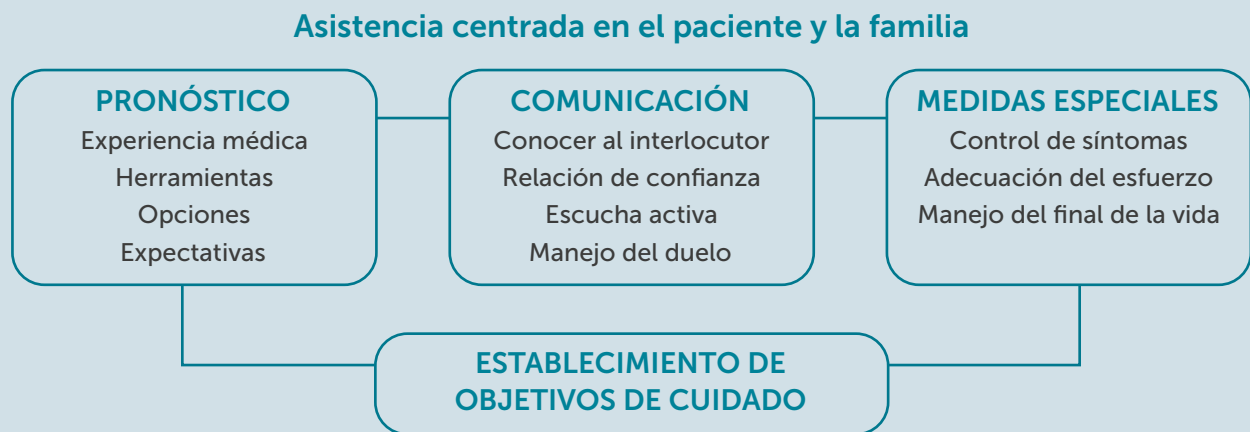 Asistencia centrada en el paciente y la familia
PRONÓSTICO
Experiencia médica
Herramientas
Opciones
Expectativas
COMUNICACIÓN
Conocer al interlocutor
Relación de confianza
Escucha activa
Manejo del duelo
MEDIDAS ESPECIALES
Control de síntomas
Adecuación del esfuerzo
Manejo del final de la vida
ESTABLECIMIENTO DE
OBJETIVOS DE CUIDADO